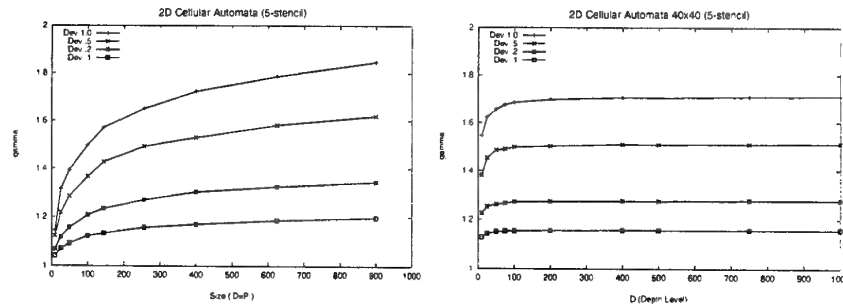 2D Cellular Automata (5-stencil)
Dev 1.0
Dev .5
Dev .2
Dev .1
2
1.8
1.6
1.4
1.2
1
gamma
0 100 200 300 400 500 600 700 800 900 1000
Size ( D=P )
2D Cellular Automata 40x40 (5-stencil)
Dev 1.0
Dev .5
Dev .2
Dev .1
2
1.8
1.6
1.4
1.2
1
gamma
0 100 200 300 400 500 600 700 800 900 1000
D (Depth Level)